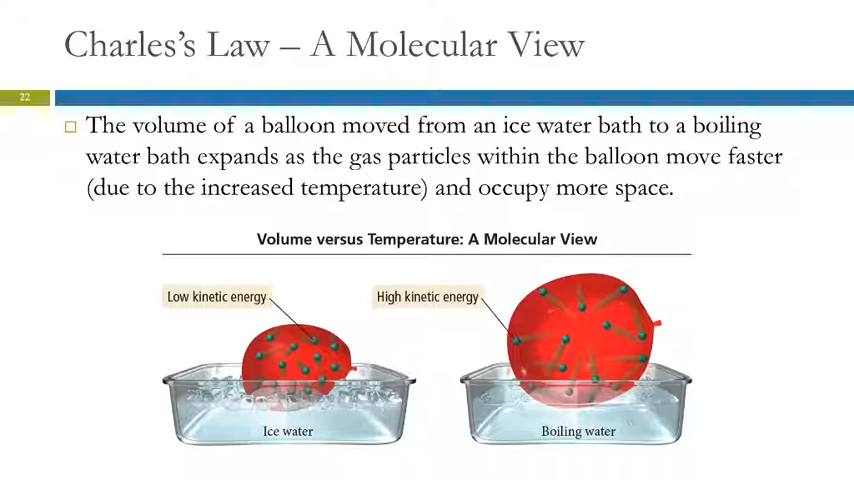 Charles’s Law – A Molecular View
22
The volume of a balloon moved from an ice water bath to a boiling
water bath expands as the gas particles within the balloon move faster
(due to the increased temperature) and occupy more space.
Volume versus Temperature: A Molecular View
Low kinetic energy
High kinetic energy
Ice water
Boiling water